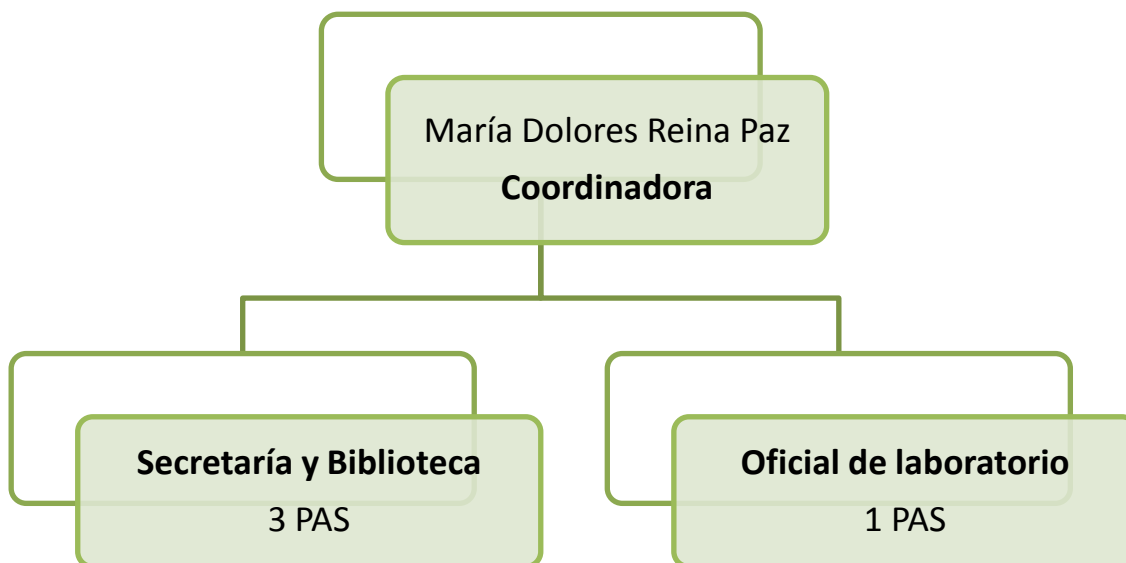 María Dolores Reina Paz
Coordinadora
Secretaría y Biblioteca
3 PAS
Oficial de laboratorio
1 PAS